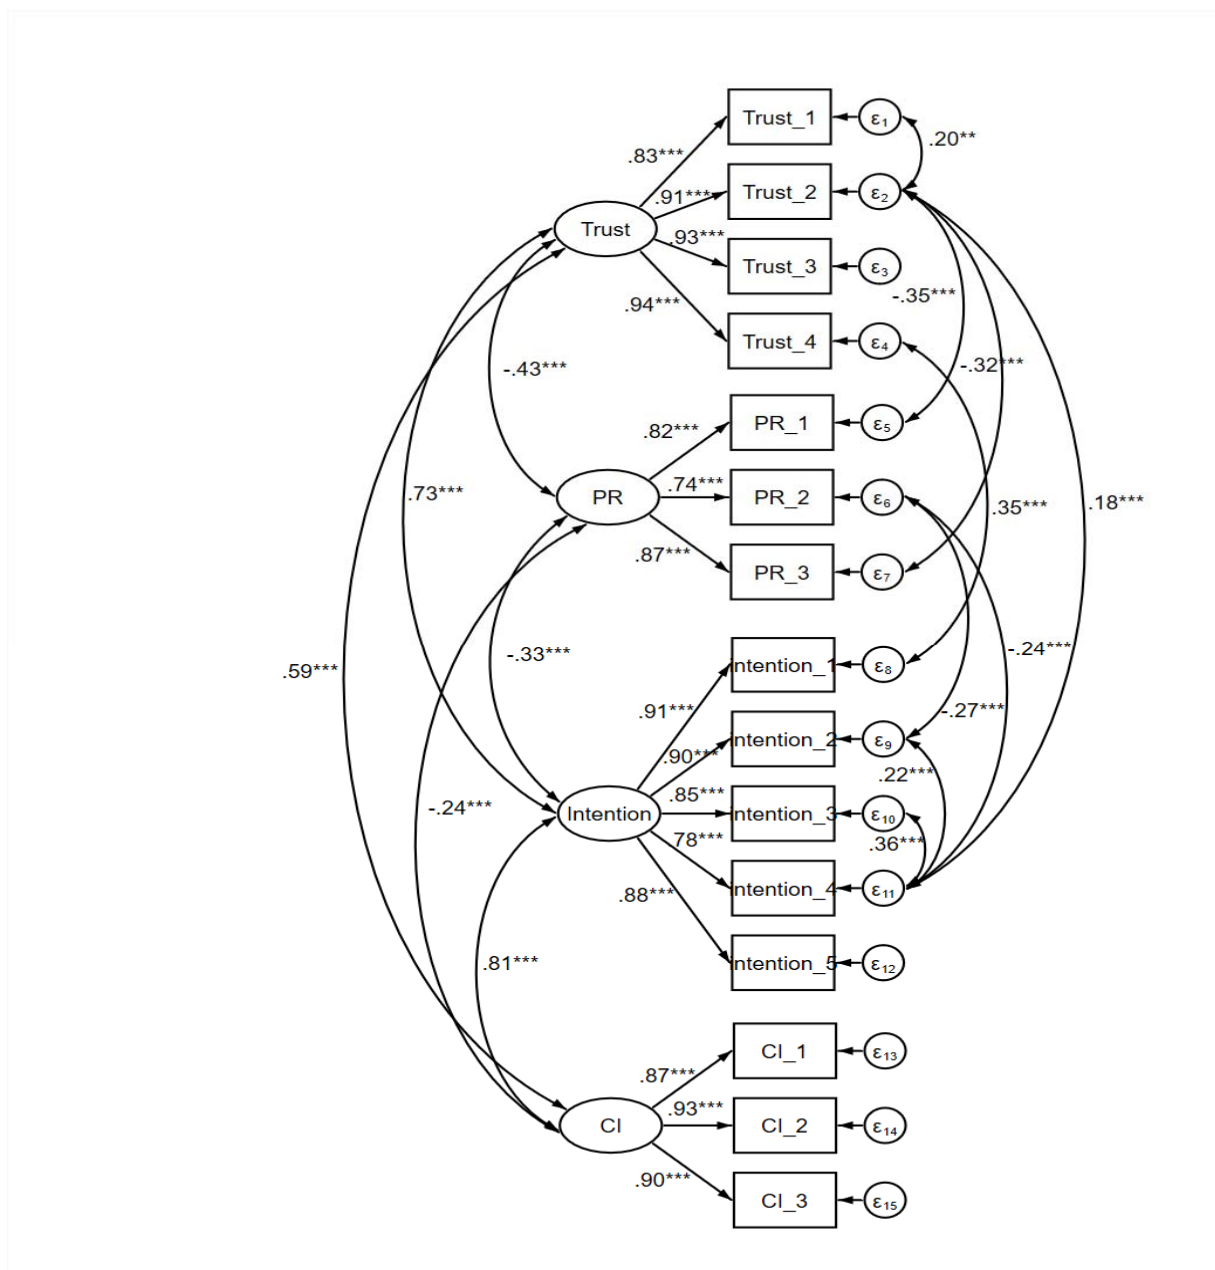 Trust_1
ε1
.20**
.83***
Trust_2
ε2
.91***
Trust
.93***
Trust_3
ε3
-.35***
.94***
Trust_4
ε4
-.43***
-.32***
PR_1
ε5
.82***
.74***
PR
PR_2
ε6
.73***
.35***
.18***
.87***
PR_3
ε7
-.33***
-.24***
.59***
ntention_1
ε8
.91***
-.27***
ntention_2
ε9
.90***
.22***
.85***
-.24***
Intention
ntention_3
ε10
78***
.36***
.88***
ntention_4
ε11
.81***
ntention_5
ε12
CI_1
ε13
.87***
.93***
CI
CI_2
ε14
.90***
CI_3
ε15